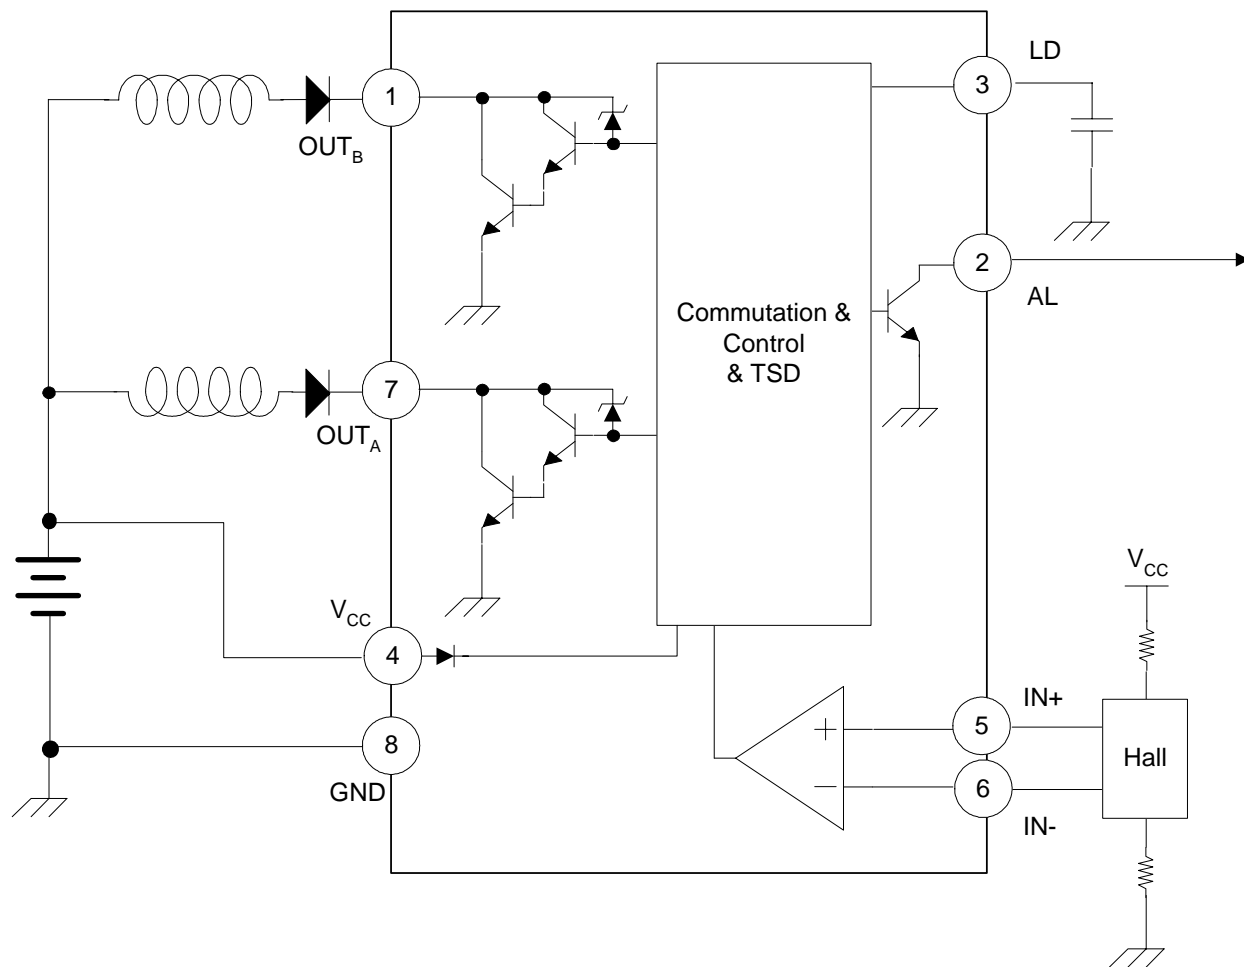 LD
1
3
OUTB
2
AL
Commutation &
Control
& TSD
7
OUTA
VCC
VCC
4
IN+
5
8
Hall
6
GND
IN-